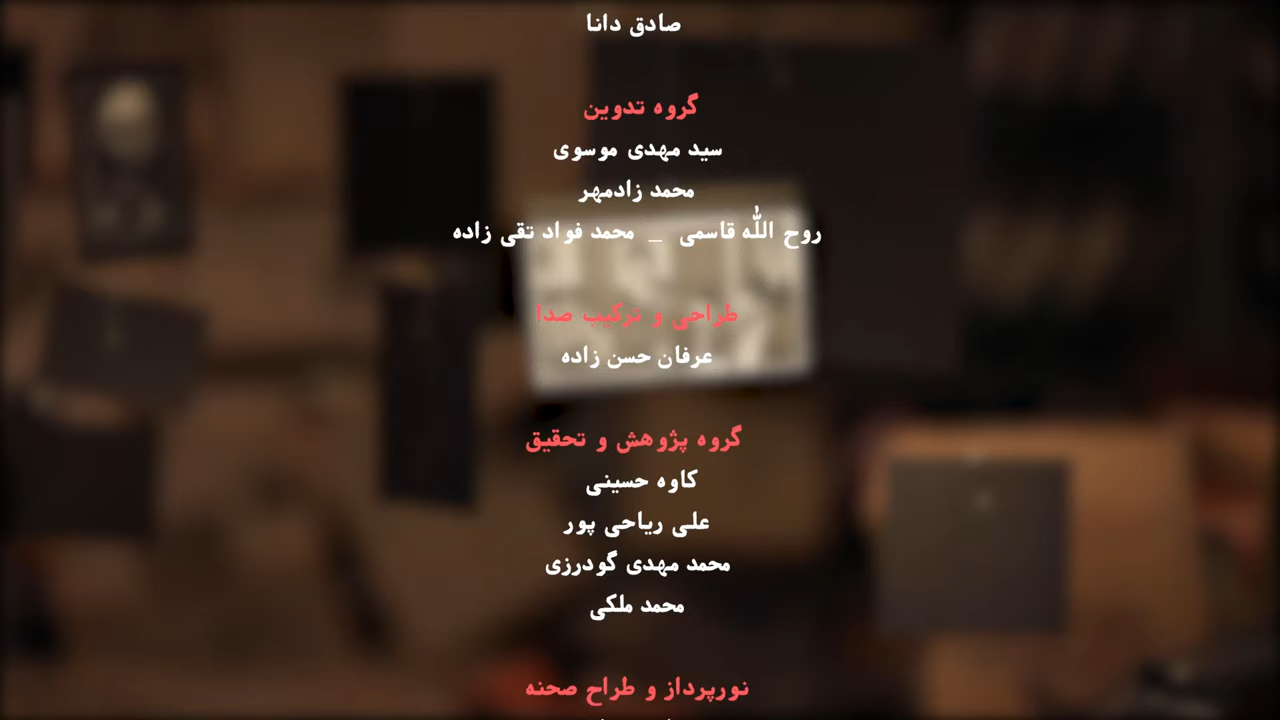 صادق دانا
گروه تدوین
سید مهدی موسوی
محمد زادمهر
روح اللّه قاسمی _ محمد فواد تقی زاده
طراحی و ترکیب صدا
عرفان حسن زاده
گروه پژوهش و تحقیق
کاوه حسینی
علی ریاحی پور
محمد مهدی گودرزی
محمد ملکی
نورپرداز و طراح صحنه